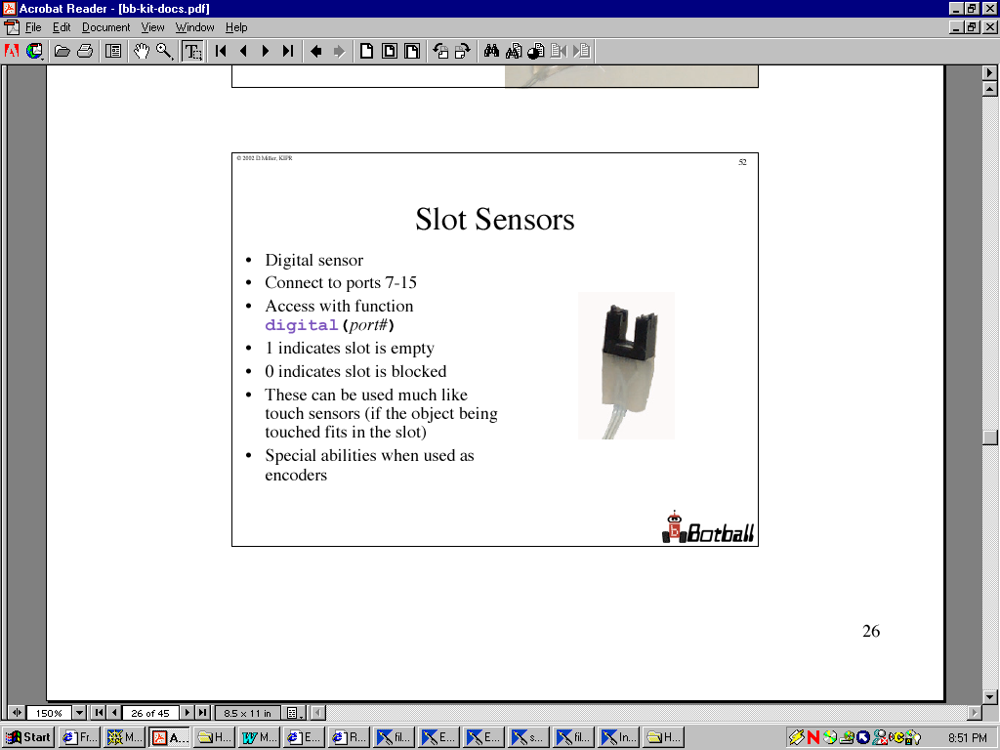 Acrobat Reader - [bb-kit-docs.pdf]
File Edit Document View Window Help
© 2002 D.Miller, KIPR
52
Slot Sensors
• Digital sensor
• Connect to ports 7-15
• Access with function
digital(port#)
• 1 indicates slot is empty
• 0 indicates slot is blocked
• These can be used much like
touch sensors (if the object being
touched fits in the slot)
• Special abilities when used as
encoders
Botball
26
150% 26 of 45 8.5 x 11 in
Start Fr... M... A... H... M... E... R... fil... E... E... s... fil... In... H... 8:51 PM